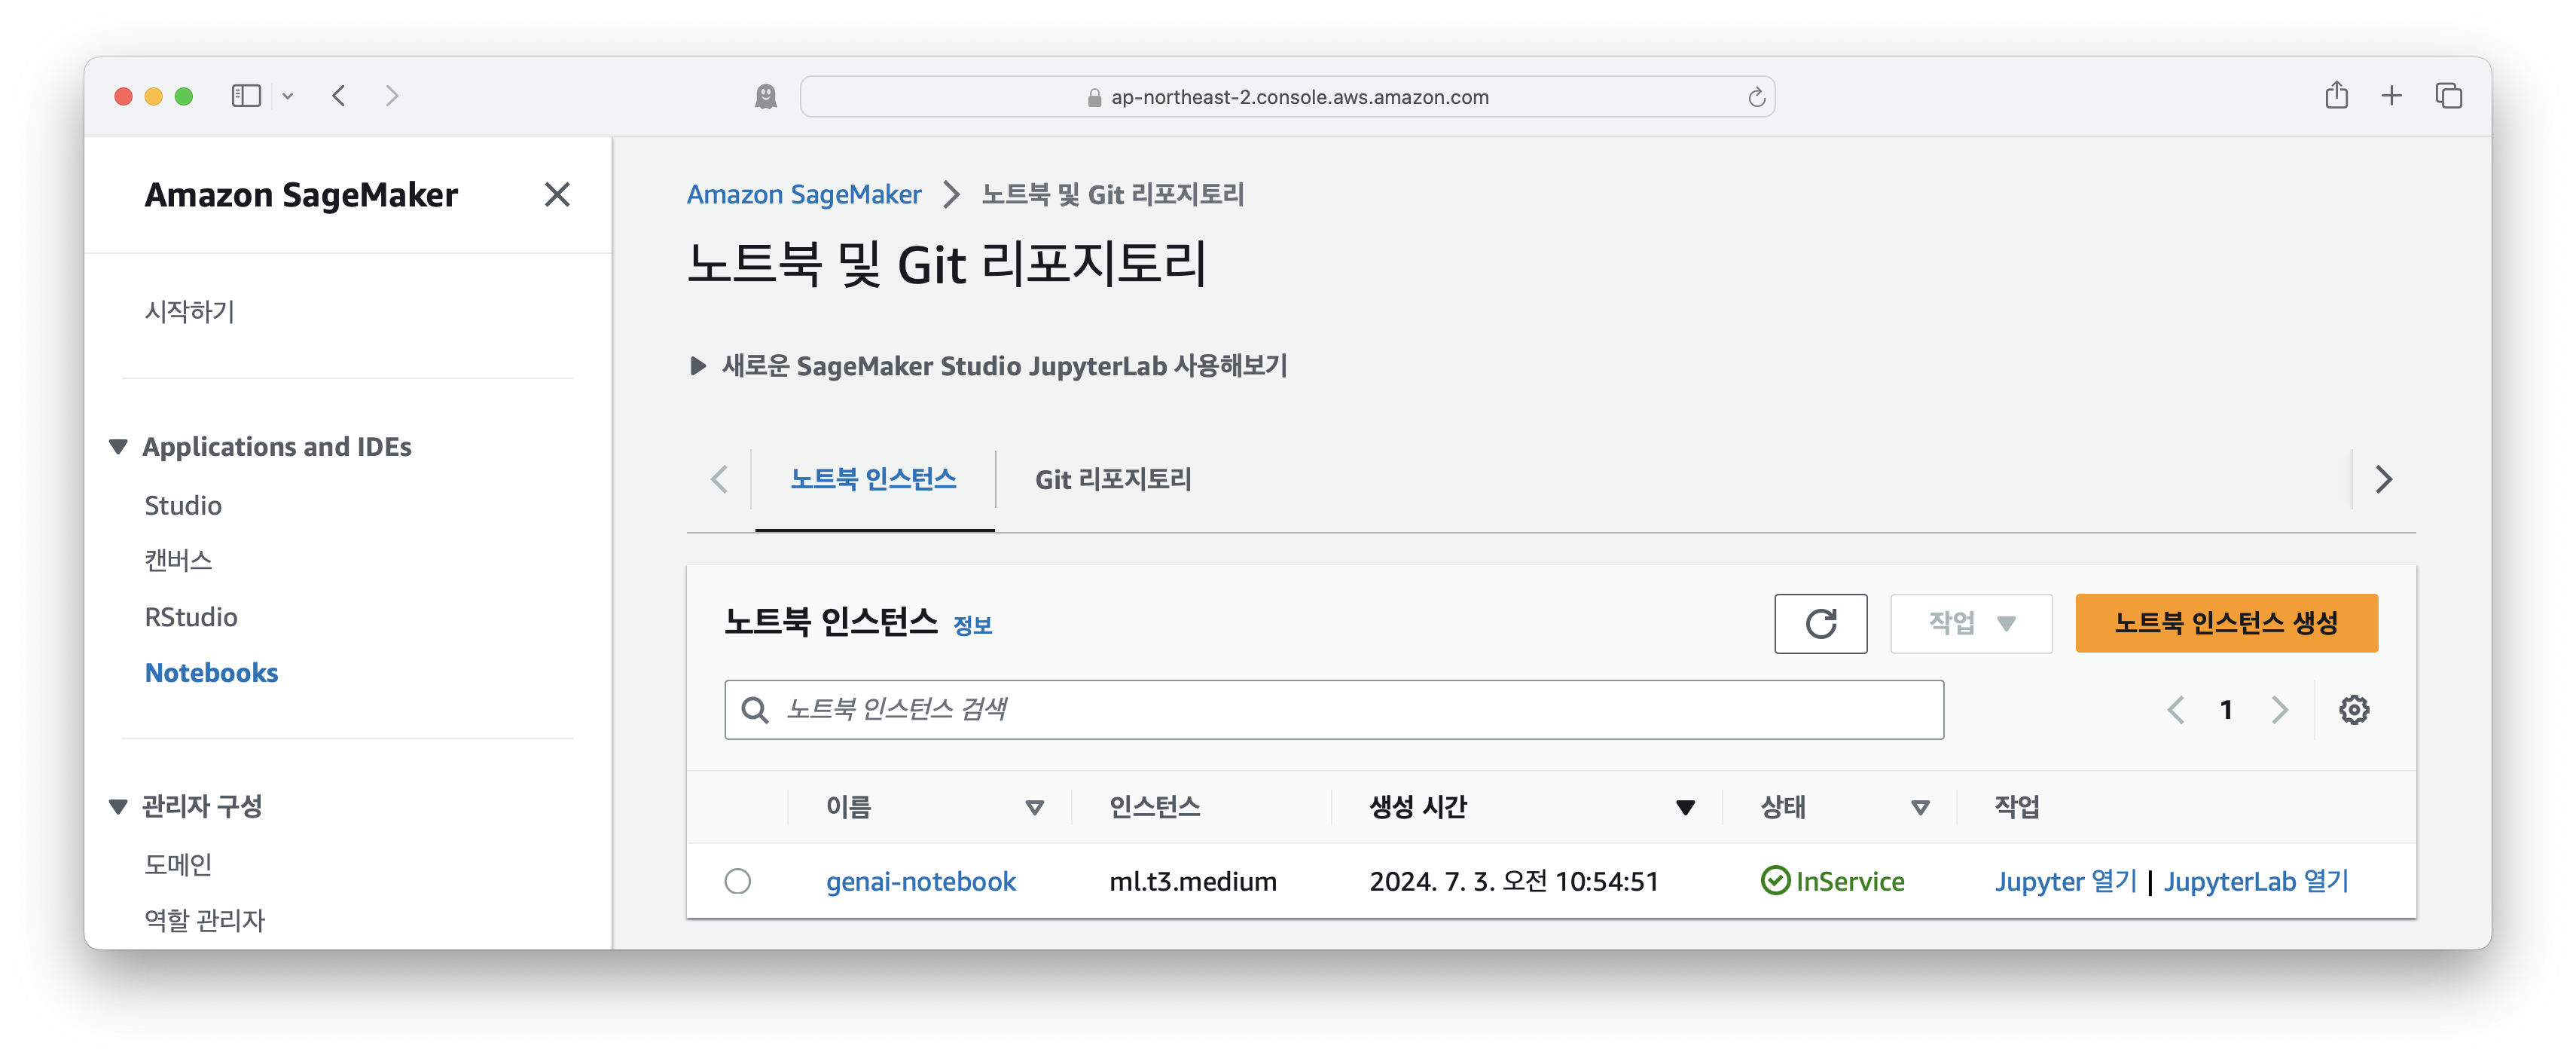 ap-northeast-2.console.aws.amazon.com
Amazon SageMaker
시작하기
Applications and IDEs
Studio
캔버스
RStudio
Notebooks
관리자 구성
도메인
역할 관리자
Amazon SageMaker 노트북 및 Git 리포지토리
노트북 및 Git 리포지토리
새로운 SageMaker Studio JupyterLab 사용해보기
노트북 인스턴스 Git 리포지토리
노트북 인스턴스 정보 작업 노트북 인스턴스 생성
노트북 인스턴스 검색 1
이름 인스턴스 생성 시간 상태 작업
genai-notebook ml.t3.medium 2024. 7. 3. 오전 10:54:51 InService Jupyter 열기 | JupyterLab 열기